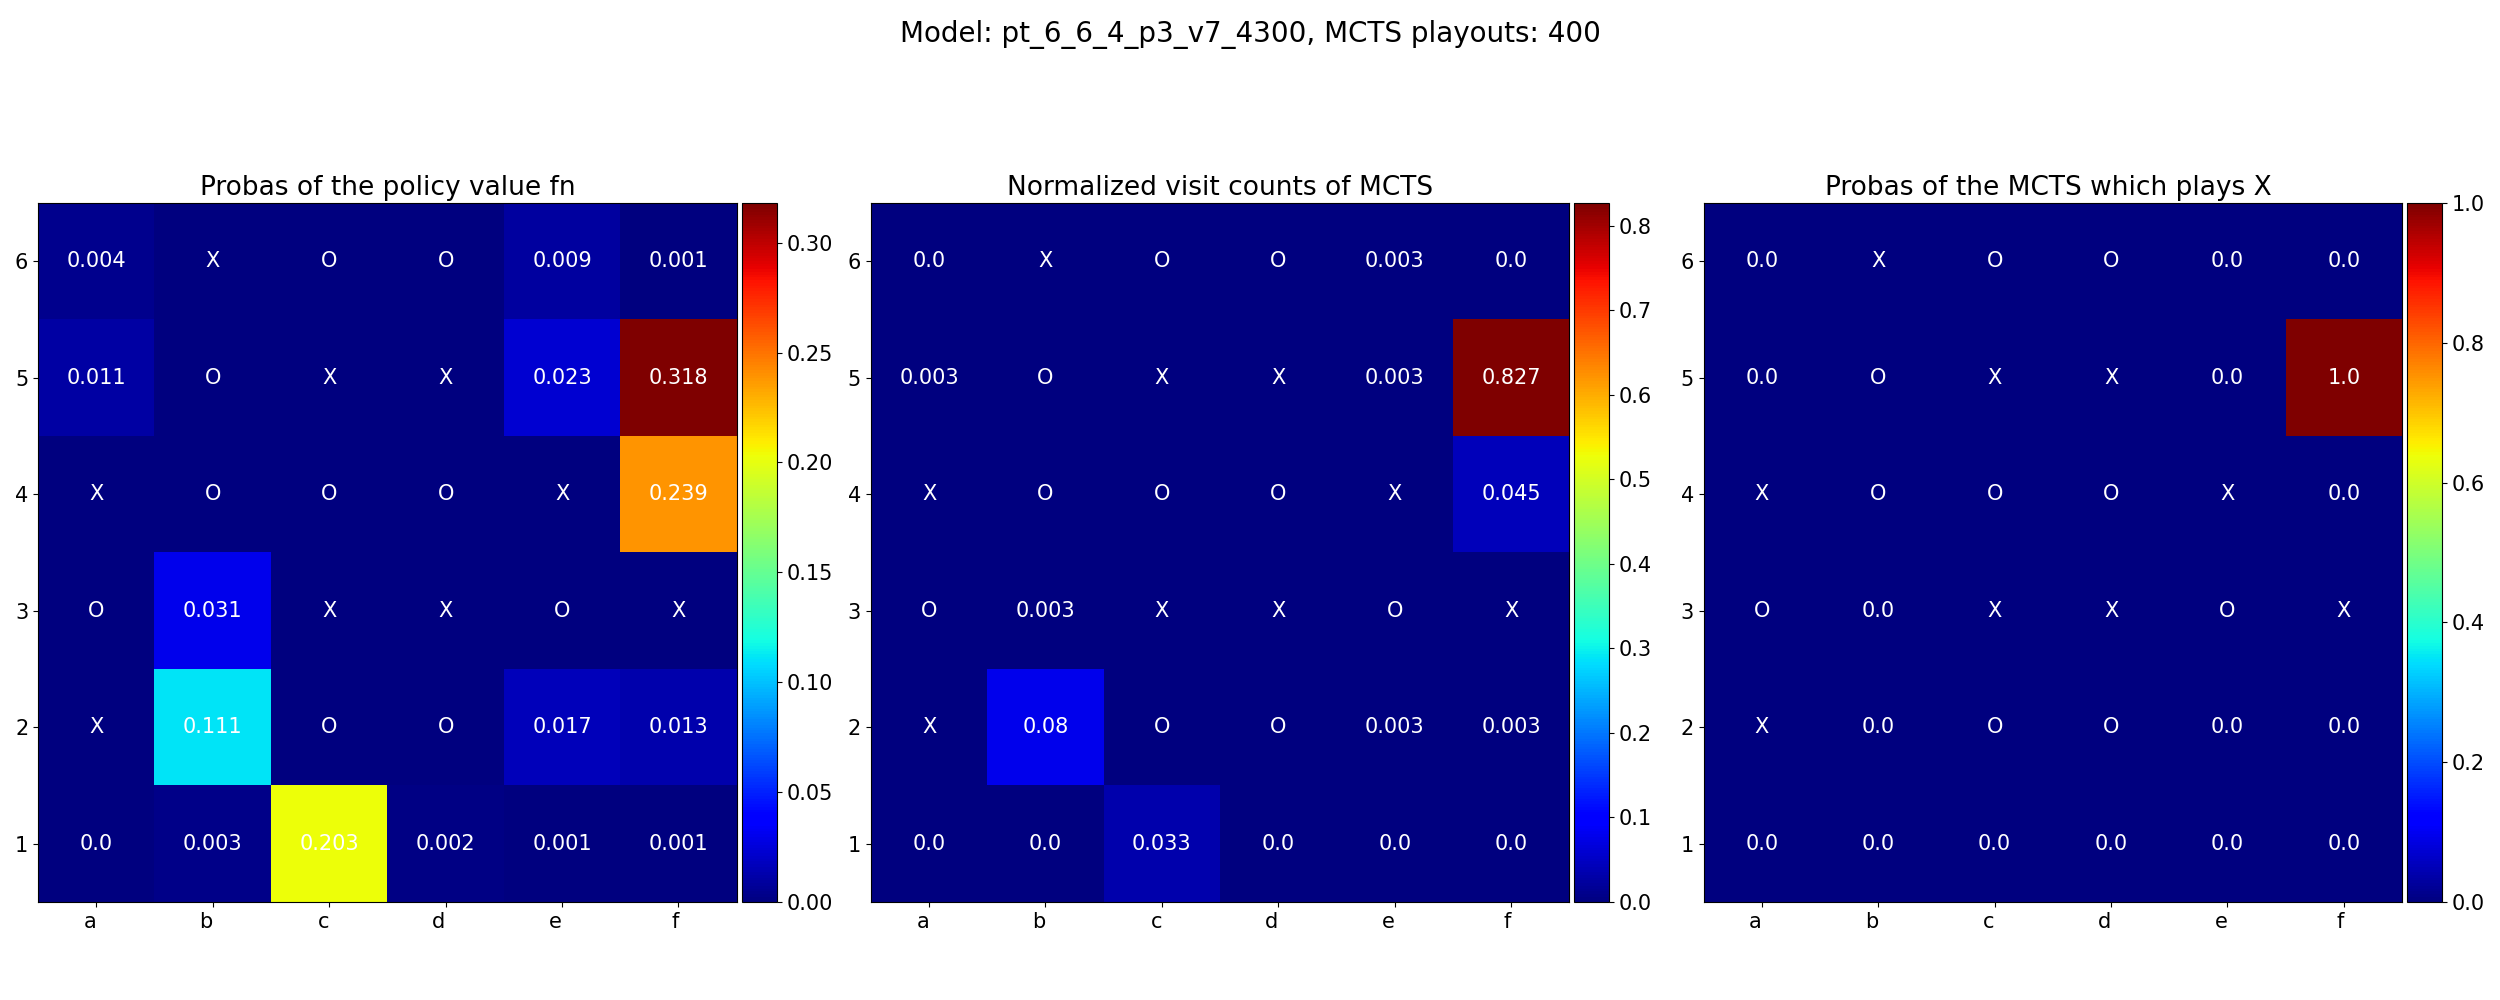 Model: pt_6_6_4_p3_v7_4300, MCTS playouts: 400
Probas of the policy value fn
6 0.004 X O O 0.009 0.001
5 0.011 O X X 0.023 0.318
4 X O O O X 0.239
3 O 0.031 X X O X
2 X 0.111 O O 0.017 0.013
1 0.0 0.003 0.203 0.002 0.001 0.001
a b c d e f
0.30
0.25
0.20
0.15
0.10
0.05
0.00
Normalized visit counts of MCTS
6 0.0 X O O 0.003 0.0
5 0.003 O X X 0.003 0.827
4 X O O O X 0.045
3 O 0.003 X X O X
2 X 0.08 O O 0.003 0.003
1 0.0 0.0 0.033 0.0 0.0 0.0
a b c d e f
0.8
0.7
0.6
0.5
0.4
0.3
0.2
0.1
0.0
Probas of the MCTS which plays X
6 0.0 X O O 0.0 0.0
5 0.0 O X X 0.0 1.0
4 X O O O X 0.0
3 O 0.0 X X O X
2 X 0.0 O O 0.0 0.0
1 0.0 0.0 0.0 0.0 0.0 0.0
a b c d e f
1.0
0.8
0.6
0.4
0.2
0.0